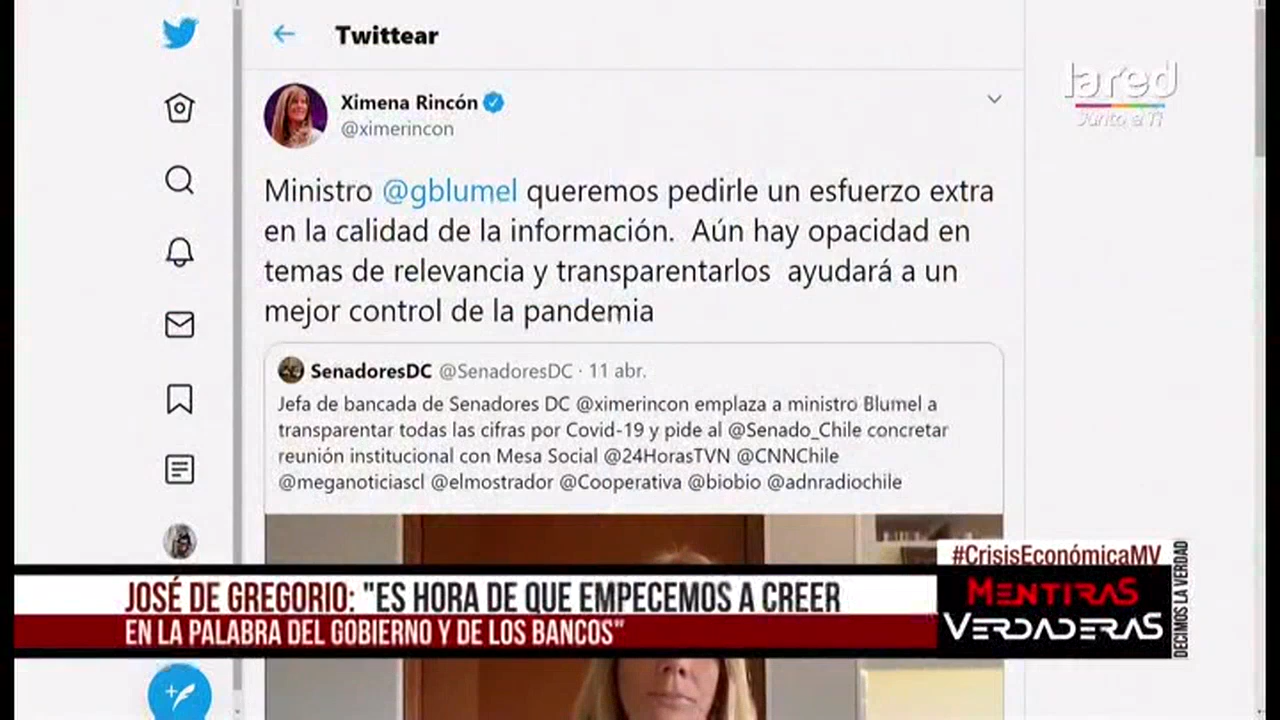 Twittear
lared
Junto a Ti
Ximena Rincón
@ximerincon
Ministro @gblumel queremos pedirle un esfuerzo extra
en la calidad de la información. Aún hay opacidad en
temas de relevancia y transparentarlos ayudará a un
mejor control de la pandemia
SenadoresDC @SenadoresDC · 11 abr.
Jefa de bancada de Senadores DC @ximerincon emplaza a ministro Blumel a
transparentar todas las cifras por Covid-19 y pide al @Senado_Chile concretar
reunión institucional con Mesa Social @24HorasTVN @CNNChile
@meganoticiascl @elmostrador @Cooperativa @biobio @adnradiochile
#CrisisEconómicaMV
JOSÉ DE GREGORIO: "ES HORA DE QUE EMPECEMOS A CREER
EN LA PALABRA DEL GOBIERNO Y DE LOS BANCOS"
MENTIRAS
VERDADERAS
DECIMOS LA VERDAD